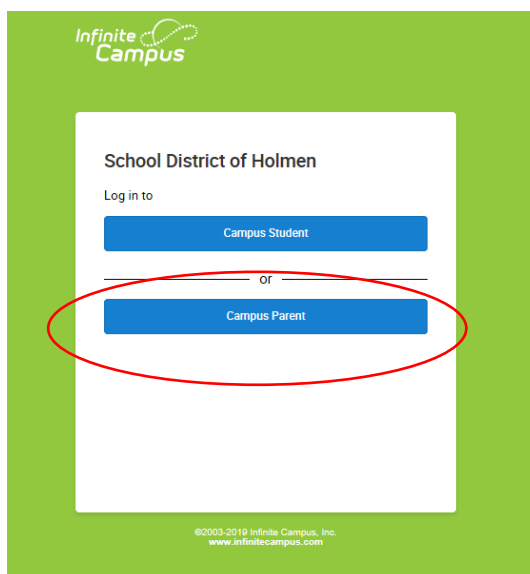 Infinite
Campus
School District of Holmen
Log in to
Campus Student
or
Campus Parent
©2003-2019 Infinite Campus, Inc.
www.infinitecampus.com